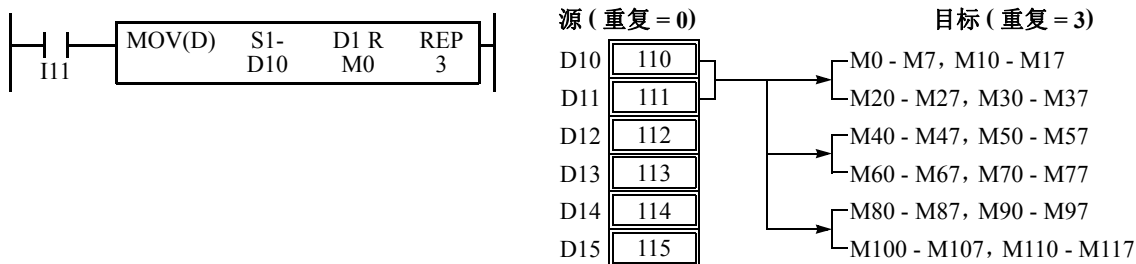 I11
MOV(D) S1- D1 R REP
D10 M0 3
源 ( 重复 = 0)
目标 ( 重复 = 3)
D10 110
D11 111
D12 112
D13 113
D14 114
D15 115
M0 - M7, M10 - M17
M20 - M27, M30 - M37
M40 - M47, M50 - M57
M60 - M67, M70 - M77
M80 - M87, M90 - M97
M100 - M107, M110 - M117